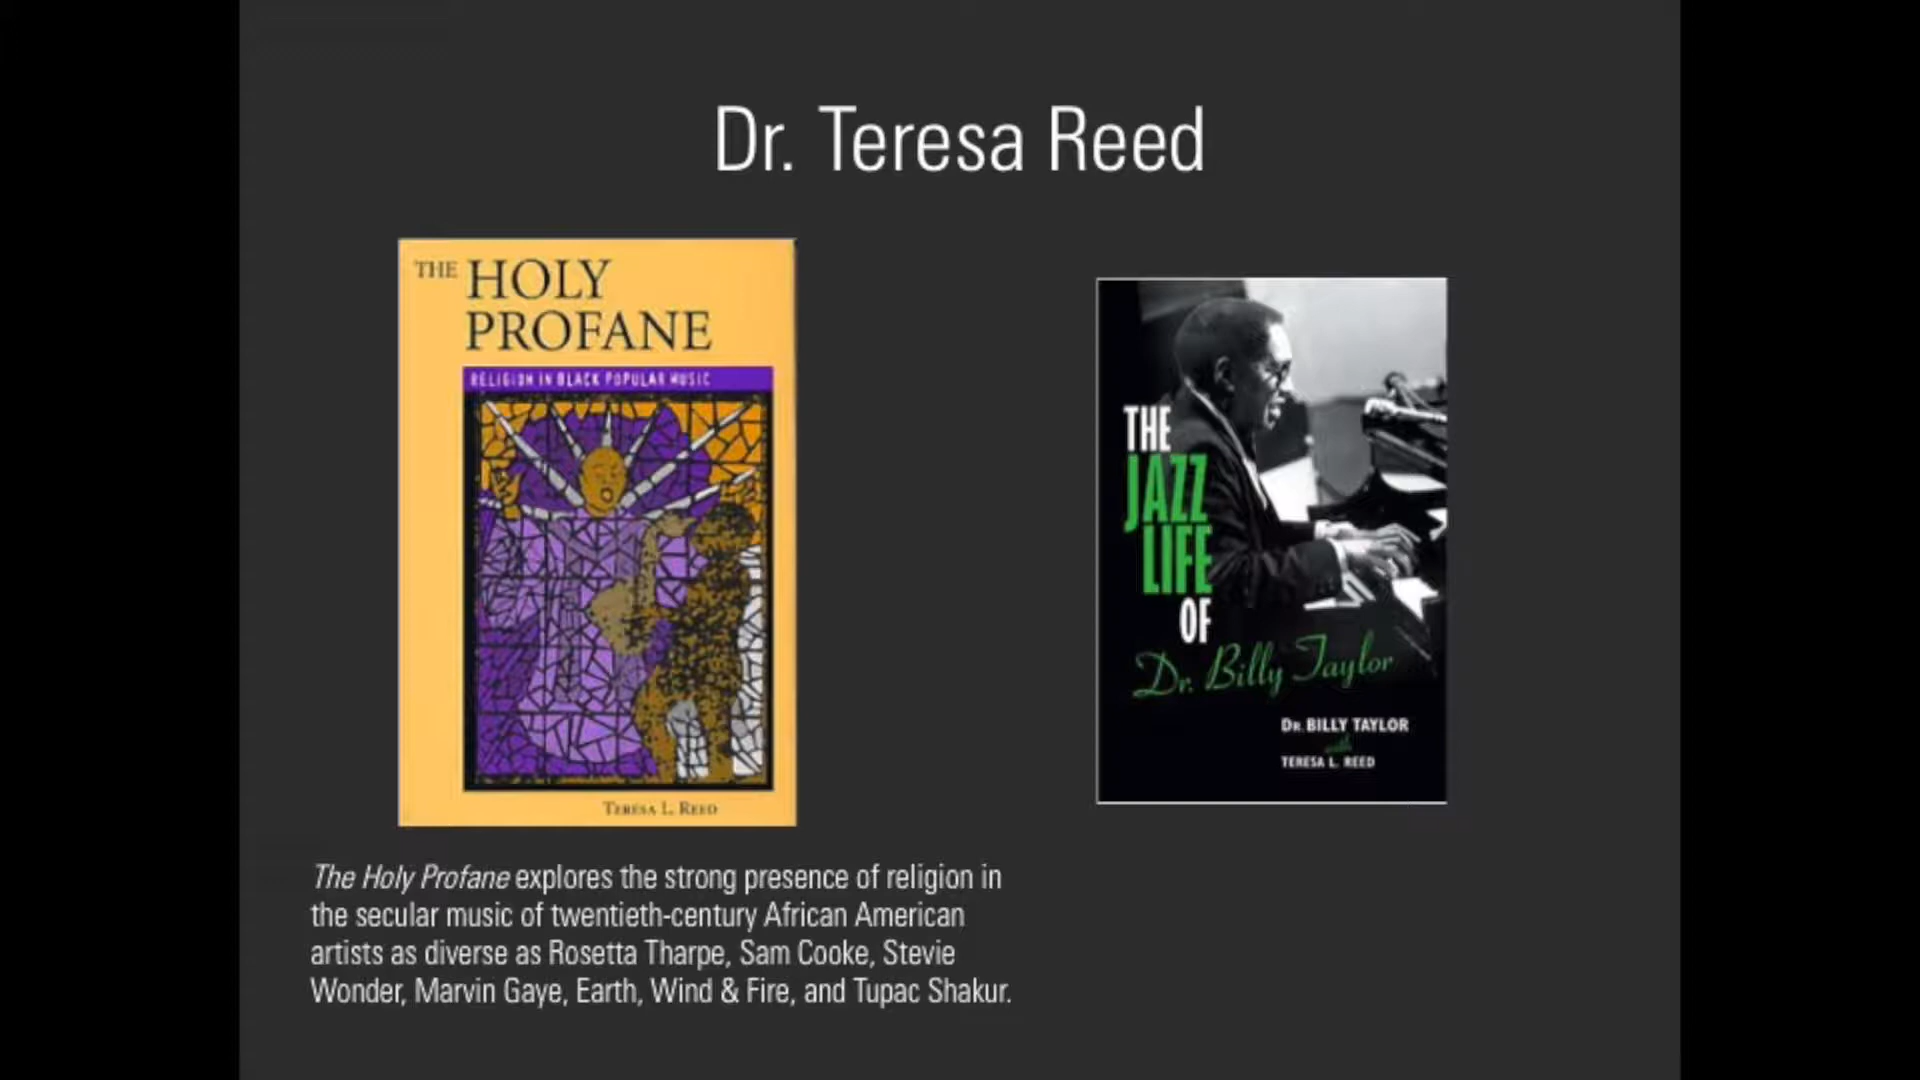 Dr. Teresa Reed
THE HOLY
PROFANE
RELIGION IN BLACK POPULAR MUSIC
TERESA L. REED
THE
JAZZ
LIFE
OF
Dr. Billy Taylor
DR. BILLY TAYLOR
with
TERESA L. REED
The Holy Profane explores the strong presence of religion in
the secular music of twentieth-century African American
artists as diverse as Rosetta Tharpe, Sam Cooke, Stevie
Wonder, Marvin Gaye, Earth, Wind & Fire, and Tupac Shakur.